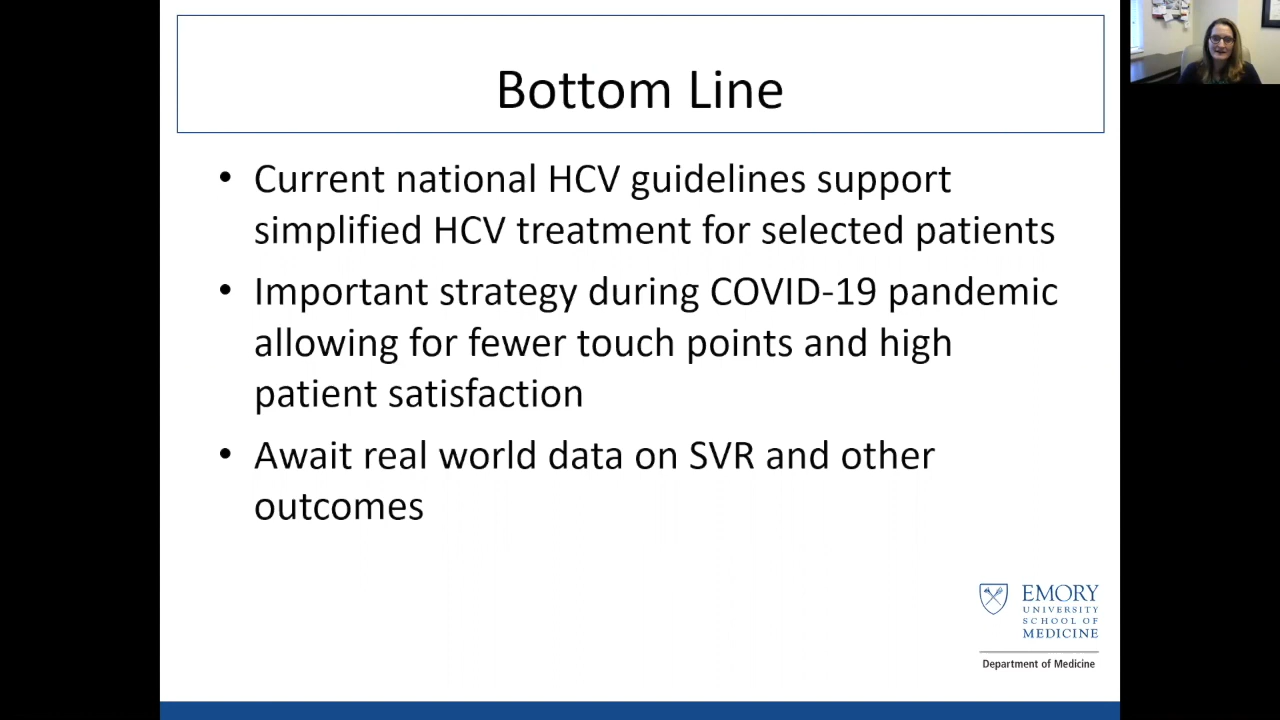 Bottom Line
• Current national HCV guidelines support
simplified HCV treatment for selected patients
• Important strategy during COVID-19 pandemic
allowing for fewer touch points and high
patient satisfaction
• Await real world data on SVR and other
outcomes
EMORY
UNIVERSITY
SCHOOL OF
MEDICINE
Department of Medicine